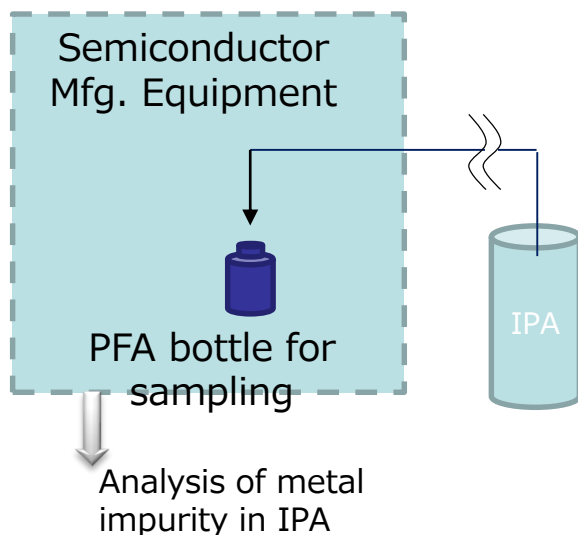 Semiconductor
Mfg. Equipment
IPA
PFA bottle for
sampling
Analysis of metal
impurity in IPA